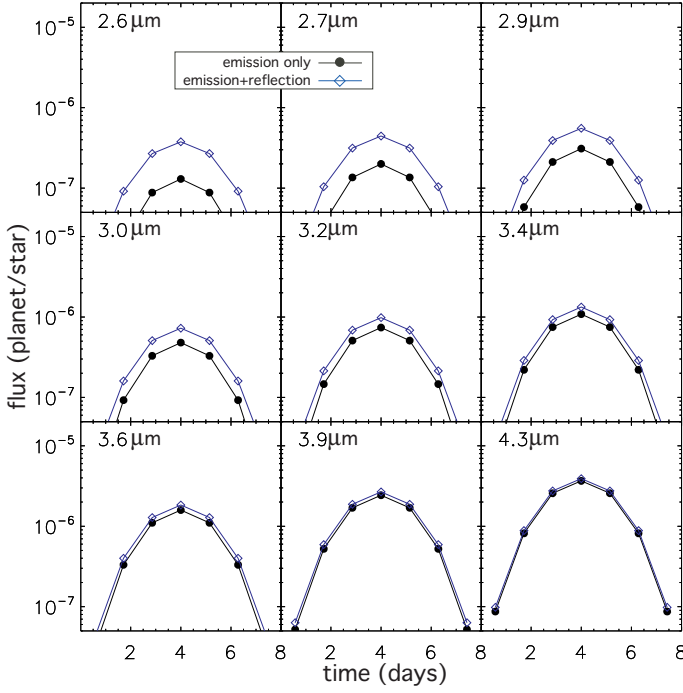 2.6μm 2.7μm 2.9μm
10⁻⁵
emission only
emission+reflection
10⁻⁶
10⁻⁷
3.0μm 3.2μm 3.4μm
10⁻⁵
flux (planet/star)
10⁻⁶
10⁻⁷
3.6μm 3.9μm 4.3μm
10⁻⁵
10⁻⁶
10⁻⁷
2 4 6 8 2 4 6 8 2 4 6 8
time (days)